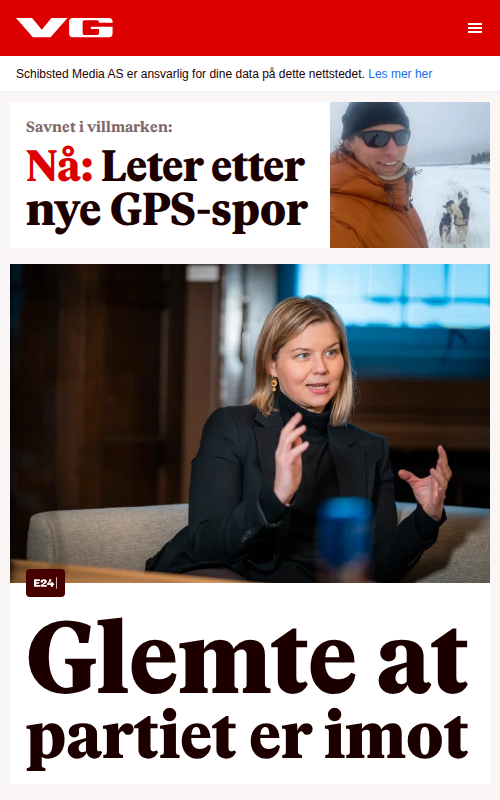 VG
Schibsted Media AS er ansvarlig for dine data på dette nettstedet. Les mer her
Savnet i villmarken:
Nå: Leter etter
nye GPS-spor
E24
Glemte at
partiet er imot